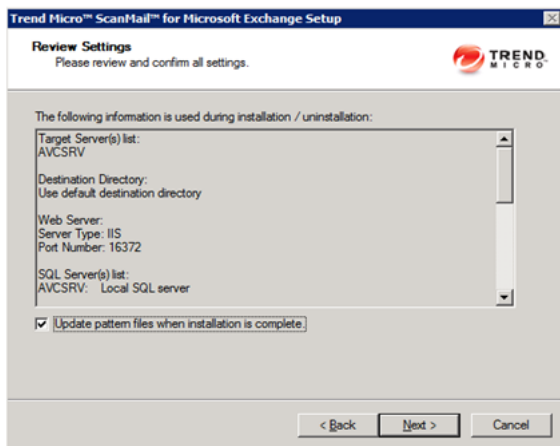 Trend Micro™ ScanMail™ for Microsoft Exchange Setup
Review Settings
Please review and confirm all settings.
TREND
MICRO
The following information is used during installation / uninstallation:
Target Server(s) list:
AVCSRV
Destination Directory:
Use default destination directory
Web Server:
Server Type: IIS
Port Number: 16372
SQL Server(s) list:
AVCSRV: Local SQL server
Update pattern files when installation is complete.
< Back
Next >
Cancel